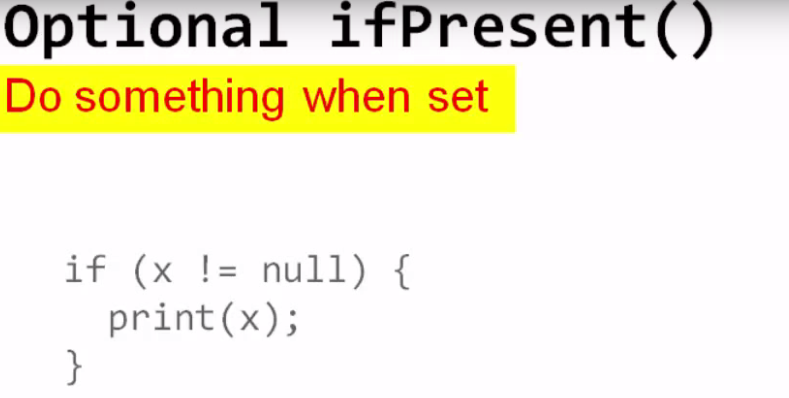 Optional ifPresent()
Do something when set
if (x != null) {
print(x);
}